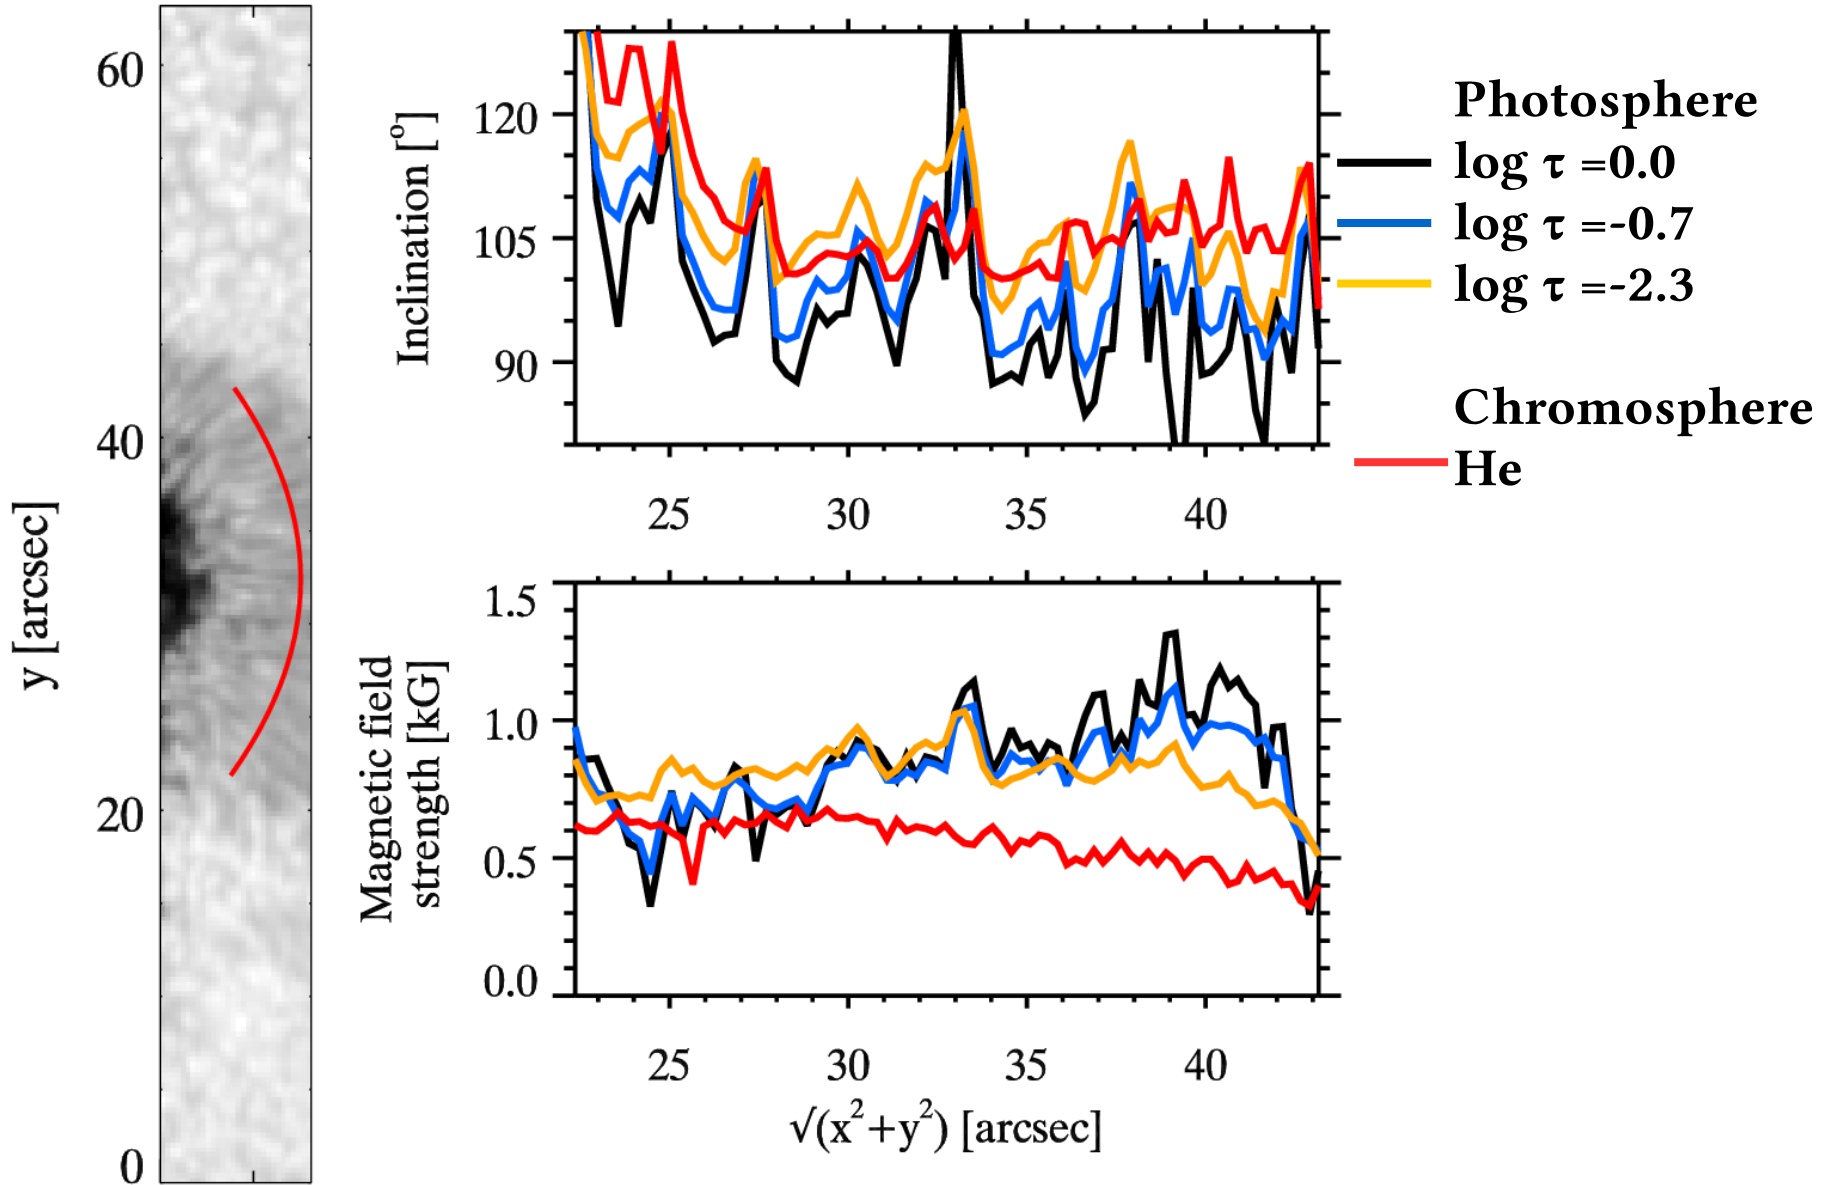 y [arcsec]
60
40
20
0
Inclination [°]
120
105
90
25 30 35 40
Magnetic field
strength [kG]
1.5
1.0
0.5
0.0
25 30 35 40
√(x²+y²) [arcsec]
Photosphere
log τ =0.0
log τ =-0.7
log τ =-2.3
Chromosphere
He